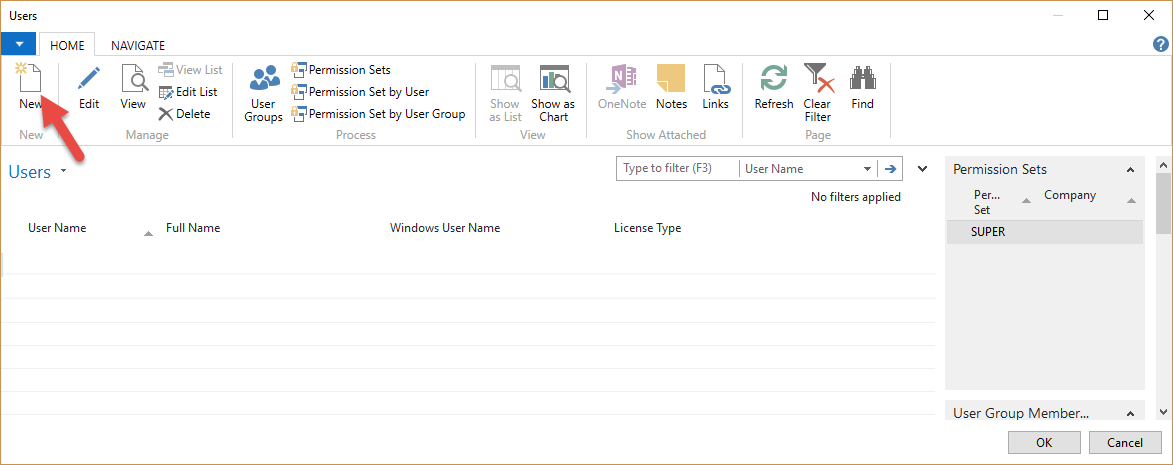 Users
HOME NAVIGATE
New
New
Edit
View
View List
Edit List
Delete
Manage
User
Groups
Permission Sets
Permission Set by User
Permission Set by User Group
Process
Show
as List
Show as
Chart
View
OneNote
Notes
Links
Show Attached
Refresh
Clear
Filter
Find
Page
Users
Type to filter (F3) User Name
No filters applied
User Name Full Name Windows User Name License Type
Permission Sets
Per...
Set
Company
SUPER
User Group Member...
OK Cancel